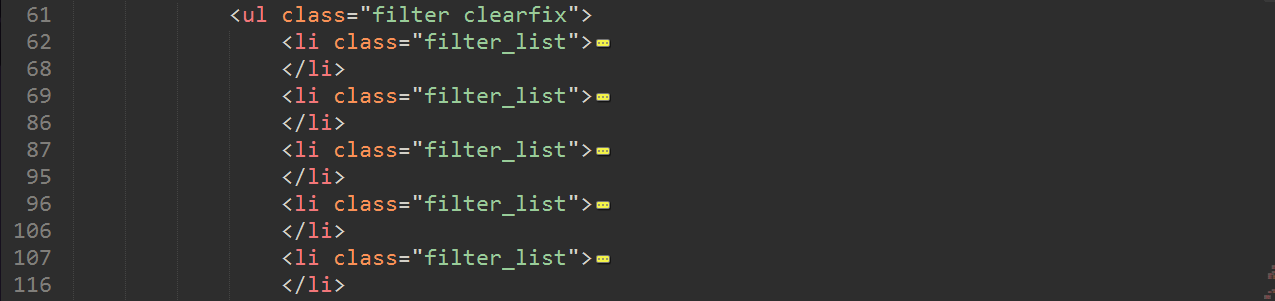 61 <ul class="filter clearfix">
62 <li class="filter_list">
68 </li>
69 <li class="filter_list">
86 </li>
87 <li class="filter_list">
95 </li>
96 <li class="filter_list">
106 </li>
107 <li class="filter_list">
116 </li>